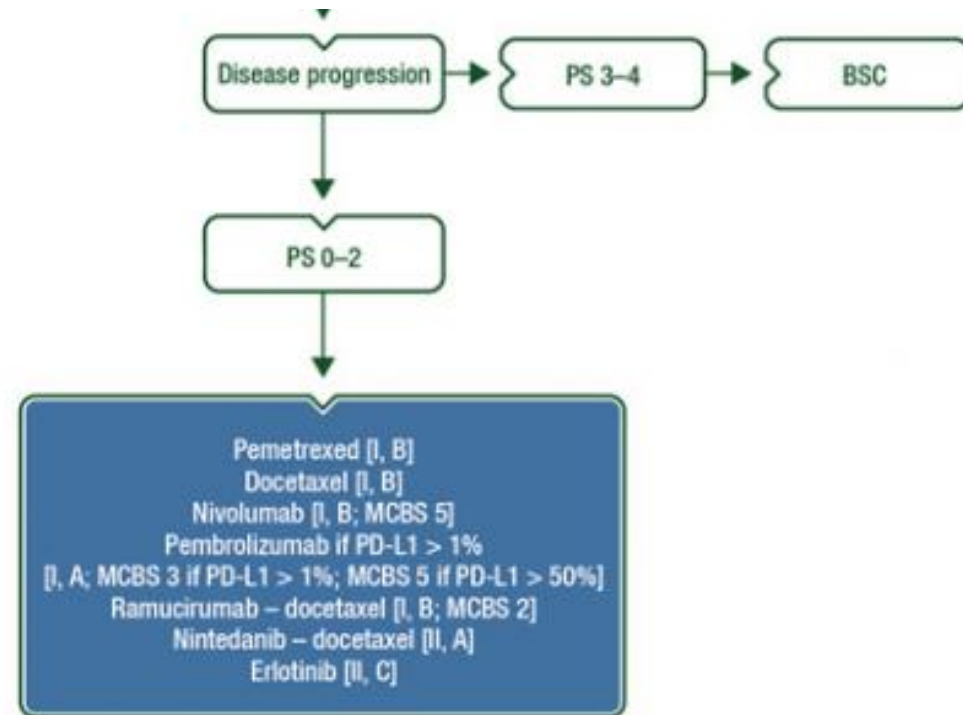 Disease progression
PS 3–4
BSC
PS 0–2
Pemetrexed [I, B]
Docetaxel [I, B]
Nivolumab [I, B; MCBS 5]
Pembrolizumab if PD-L1 > 1%
[I, A; MCBS 3 if PD-L1 > 1%; MCBS 5 if PD-L1 > 50%]
Ramucirumab – docetaxel [I, B; MCBS 2]
Nintedanib – docetaxel [II, A]
Erlotinib [II, C]